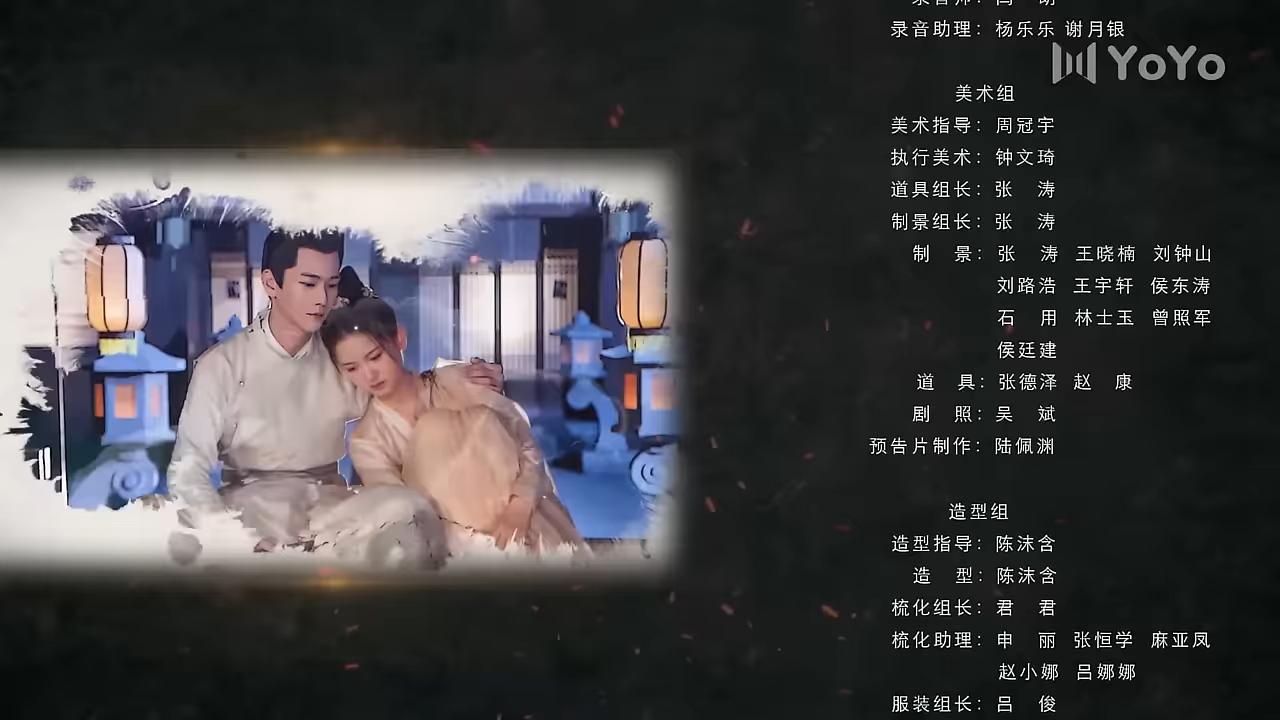 录音助理：杨乐乐 谢月银
YoYo
美术组
美术指导：周冠宇
执行美术：钟文琦
道具组长：张 涛
制景组长：张 涛
制 景：张 涛 王晓楠 刘钟山
刘路浩 王宇轩 侯东涛
石 用 林士玉 曾照军
侯廷建
道 具：张德泽 赵 康
剧 照：吴 斌
预告片制作：陆佩渊
造型组
造型指导：陈沫含
造 型：陈沫含
梳化组长：君 君
梳化助理：申 丽 张恒学 麻亚凤
赵小娜 吕娜娜
服装组长：吕 俊